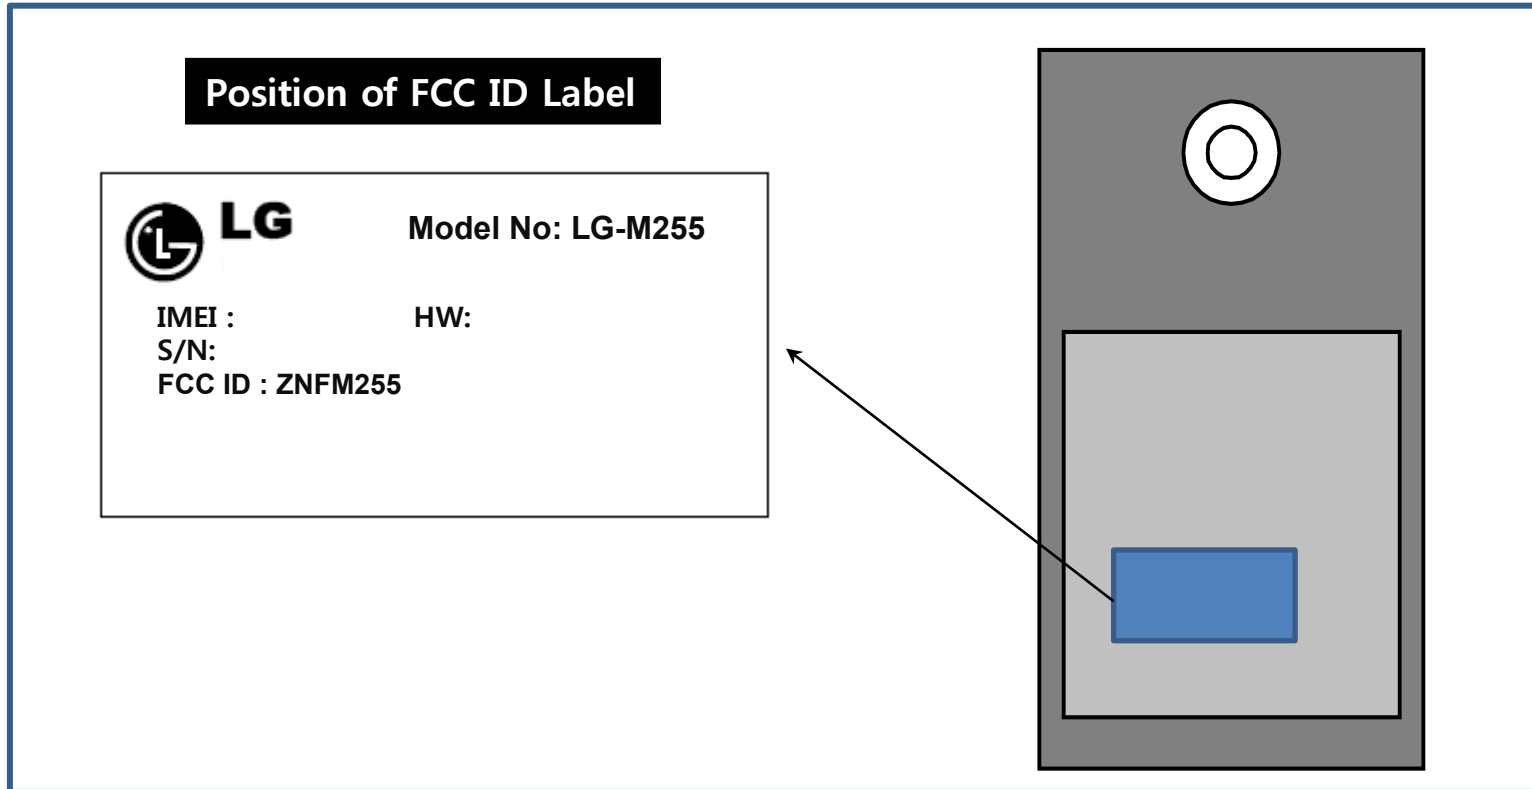 Position of FCC ID Label
LG
Model No: LG-M255
IMEI : HW:
S/N:
FCC ID : ZNFM255